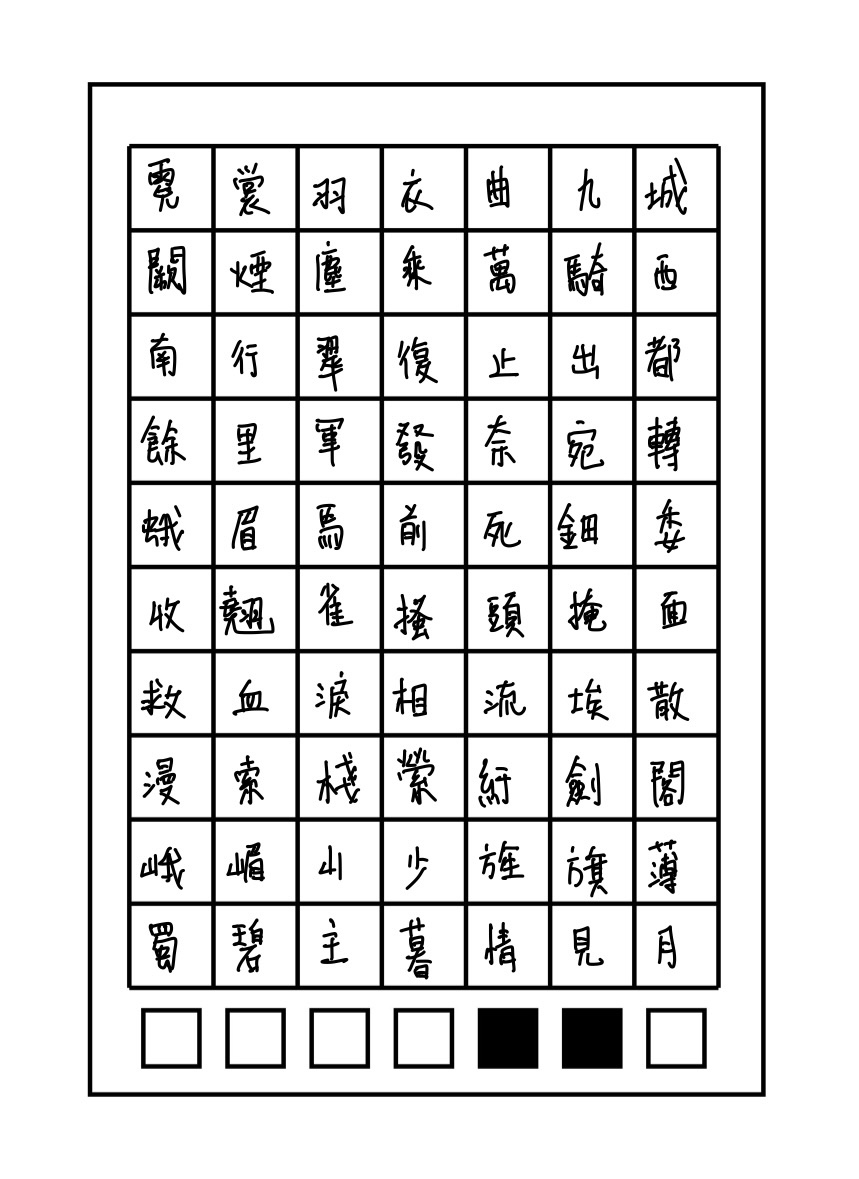 霓裳羽衣曲九城
闕煙塵乘萬騎西
南行翠復止出都
餘里軍發奈宛轉
蛾眉馬前死鈿委
收翹雀搔頭掩面
救血淚相流埃散
漫索棧縈紆劍閣
峨嵋山少旌旗薄
蜀碧主暮情見月